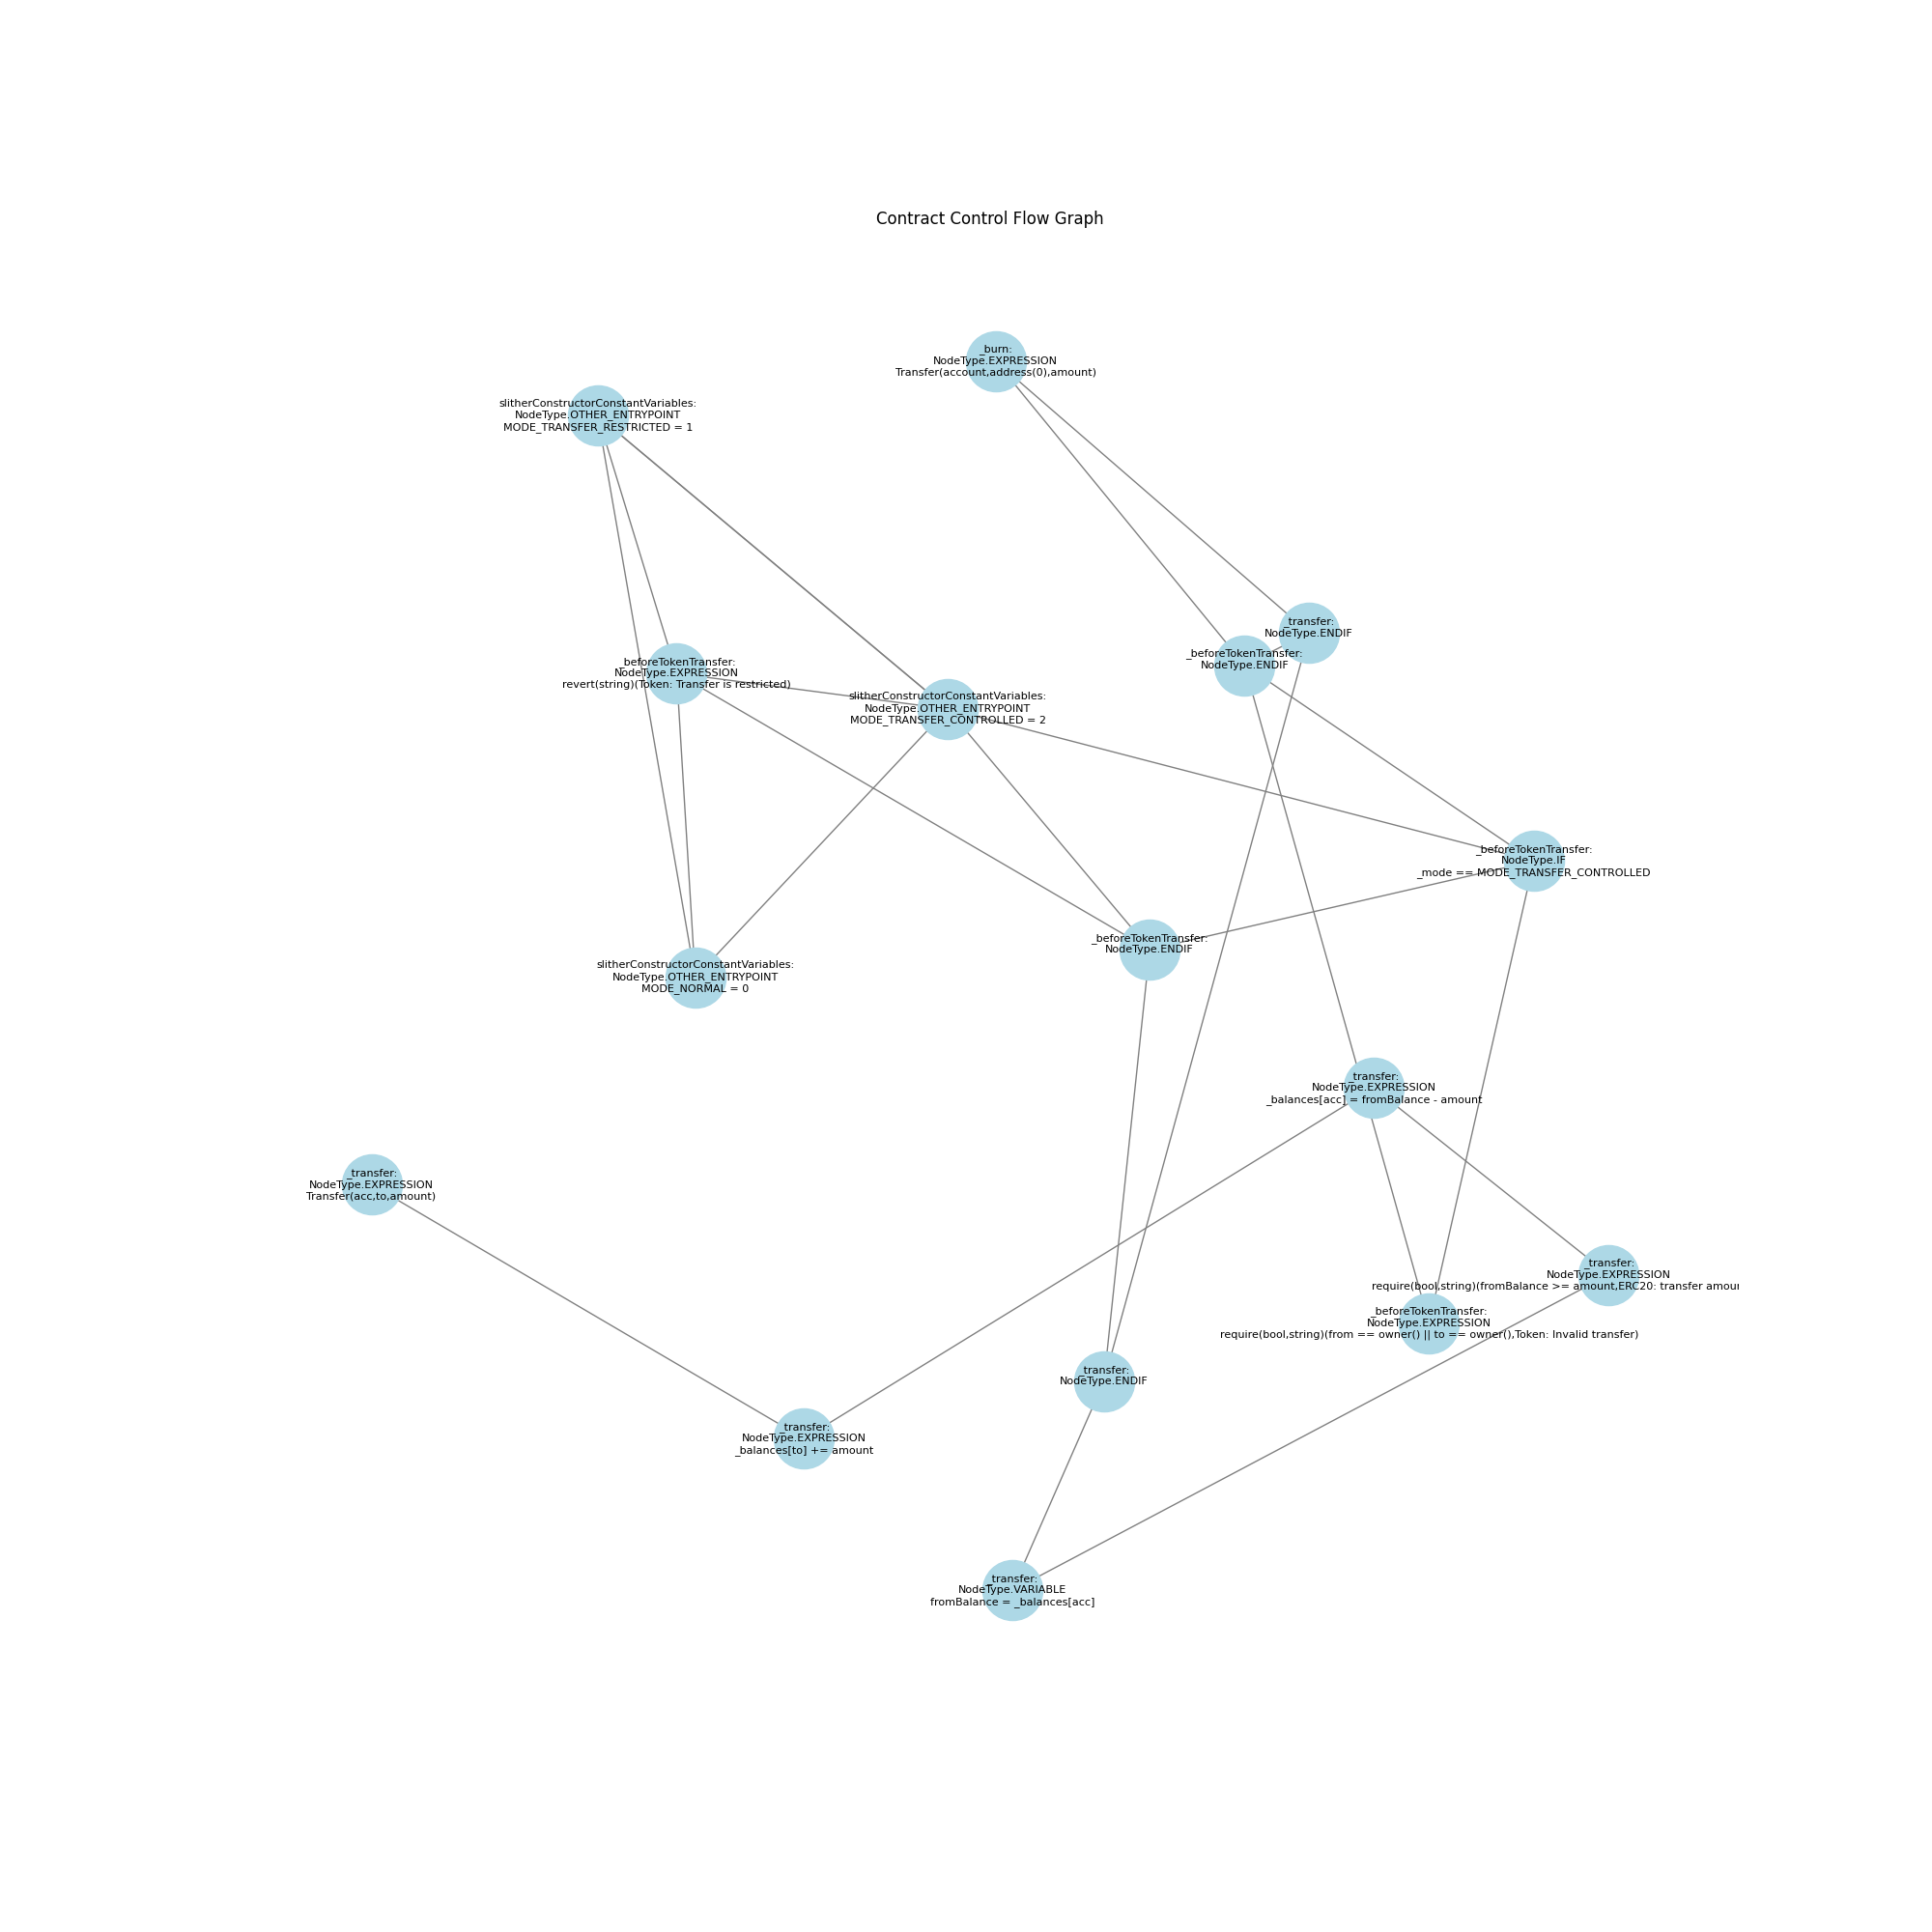 Contract Control Flow Graph
_burn:
NodeType.EXPRESSION
Transfer(account,address(0),amount)
slitherConstructorConstantVariables:
NodeType.OTHER_ENTRYPOINT
MODE_TRANSFER_RESTRICTED = 1
_transfer:
NodeType.ENDIF
_beforeTokenTransfer:
NodeType.ENDIF
_beforeTokenTransfer:
NodeType.EXPRESSION
revert(string)(Token: Transfer is restricted)
slitherConstructorConstantVariables:
NodeType.OTHER_ENTRYPOINT
MODE_TRANSFER_CONTROLLED = 2
_beforeTokenTransfer:
NodeType.IF
_mode == MODE_TRANSFER_CONTROLLED
_beforeTokenTransfer:
NodeType.ENDIF
slitherConstructorConstantVariables:
NodeType.OTHER_ENTRYPOINT
MODE_NORMAL = 0
_transfer:
NodeType.EXPRESSION
_balances[acc] = fromBalance - amount
_transfer:
NodeType.EXPRESSION
Transfer(acc,to,amount)
_transfer:
NodeType.EXPRESSION
require(bool,string)(fromBalance >= amount,ERC20: transfer amou
_beforeTokenTransfer:
NodeType.EXPRESSION
require(bool,string)(from == owner() || to == owner(),Token: Invalid transfer)
_transfer:
NodeType.ENDIF
_transfer:
NodeType.EXPRESSION
_balances[to] += amount
_transfer:
NodeType.VARIABLE
fromBalance = _balances[acc]